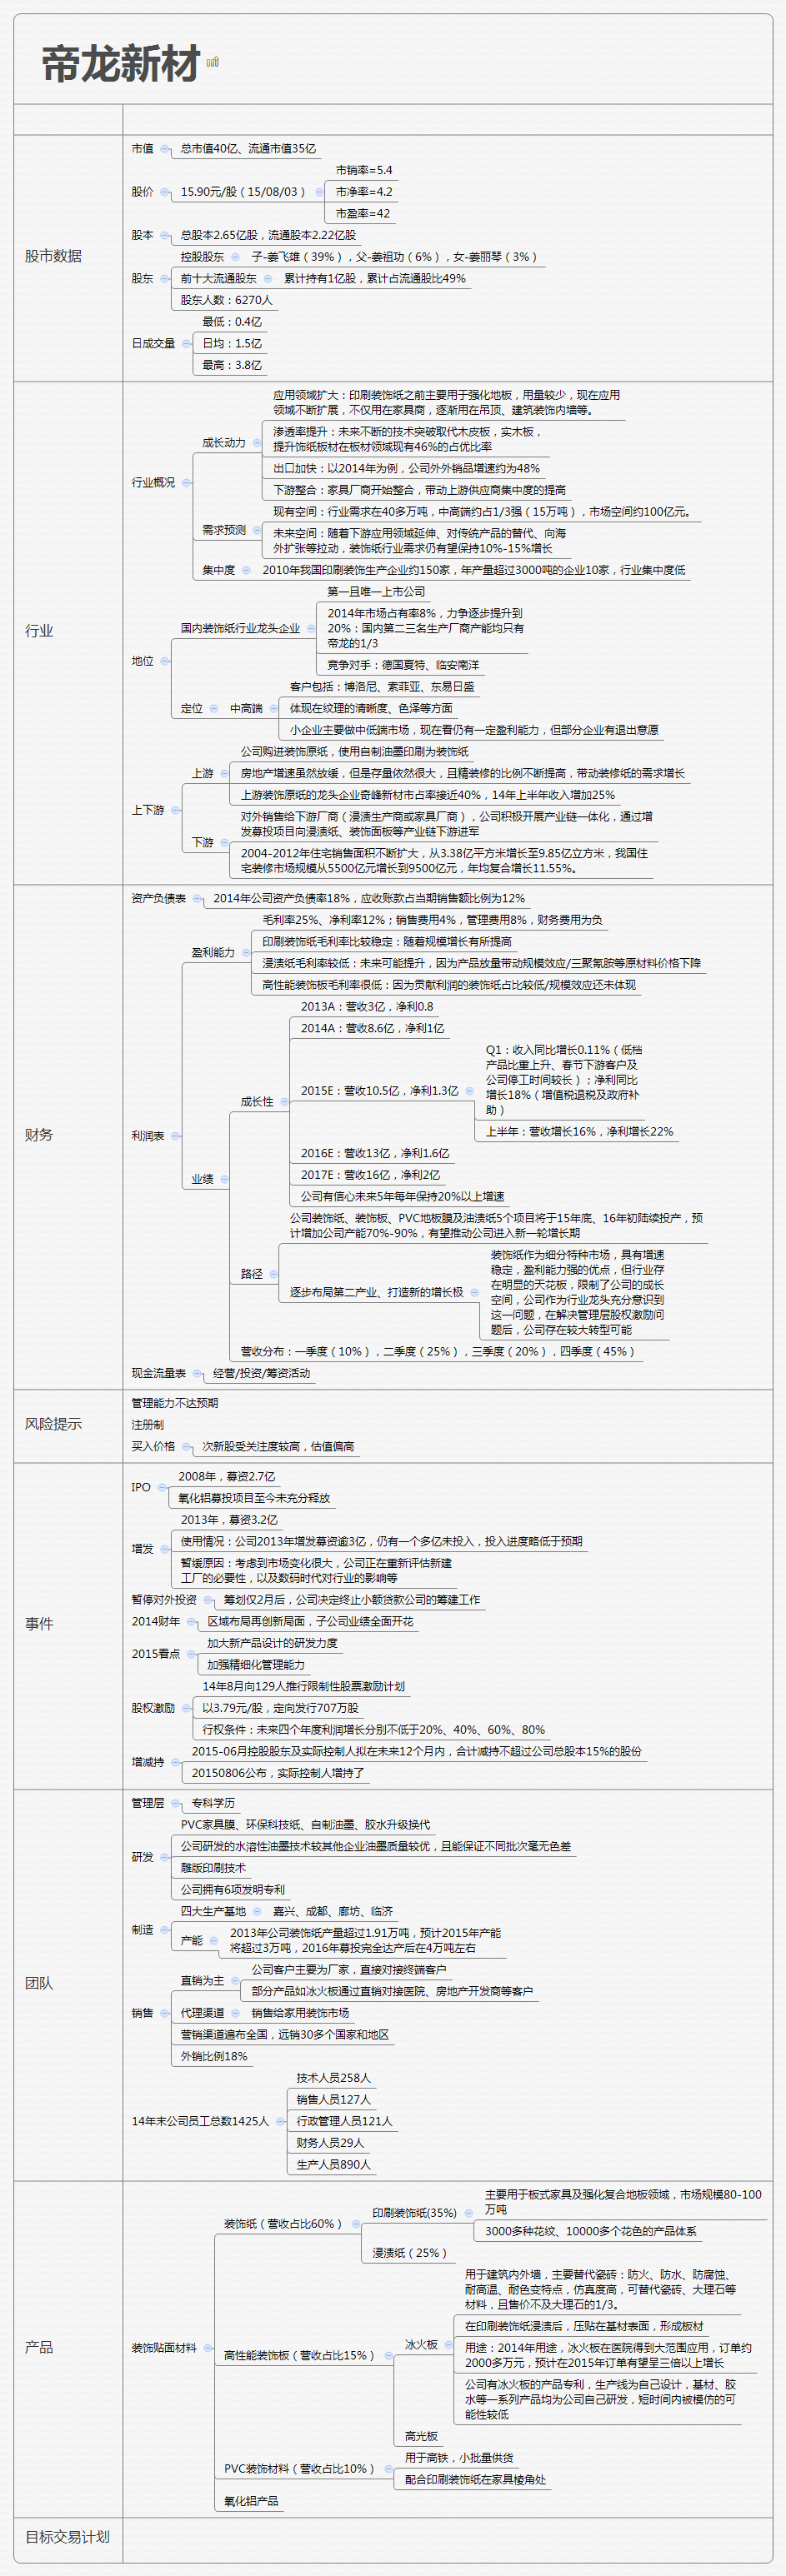 帝龙新材
股市数据
市值
总市值40亿、流通市值35亿
股价
15.90元/股（15/08/03）
市销率=5.4
市净率=4.2
市盈率=42
股本
总股本2.65亿股，流通股本2.22亿股
股东
控股股东
子-姜飞雄（39%），父-姜祖功（6%），女-姜丽琴（3%）
前十大流通股东
累计持有1亿股，累计占流通股比49%
股东人数：6270人
日成交量
最低：0.4亿
日均：1.5亿
最高：3.8亿
行业
行业概况
成长动力
应用领域扩大：印刷装饰纸之前主要用于强化地板，用量较少，现在应用
领域不断扩展，不仅用在家具商，逐渐用在吊顶、建筑装饰内墙等。
渗透率提升：未来不断的技术突破取代木皮板，实木板，
提升饰纸板材在板材领域现有46%的占优比率
出口加快：以2014年为例，公司外外销品增速约为48%
下游整合：家具厂商开始整合，带动上游供应商集中度的提高
需求预测
现有空间：行业需求在40多万吨，中高端约占1/3强（15万吨），市场空间约100亿元。
未来空间：随着下游应用领域延伸、对传统产品的替代、向海
外扩张等拉动，装饰纸行业需求仍有望保持10%-15%增长
集中度
2010年我国印刷装饰生产企业约150家，年产量超过3000吨的企业10家，行业集中度低
地位
国内装饰纸行业龙头企业
第一且唯一上市公司
2014年市场占有率8%，力争逐步提升到
20%；国内第二三名生产厂商产能均只有
帝龙的1/3
竟争对手：德国夏特、临安南洋
定位
中高端
客户包括：博洛尼、索菲亚、东易日盛
体现在纹理的清晰度、色泽等方面
小企业主要做中低端市场，现在看仍有一定盈利能力，但部分企业有退出意愿
上下游
上游
公司购进装饰原纸，使用自制油墨印刷为装饰纸
房地产增速虽然放缓，但是存量依然很大，且精装修的比例不断提高，带动装修纸的需求增长
上游装饰原纸的龙头企业奇峰新材市占率接近40%，14年上半年收入增加25%
下游
对外销售给下游厂商（浸渍生产商或家具厂商），公司积极开展产业链一体化，通过增
发募投项目向浸渍纸、装饰面板等产业链下游进军
2004-2012年住宅销售面积不断扩大，从3.38亿平方米增长至9.85亿立方米，我国住
宅装修市场规模从5500亿元增长到9500亿元，年均复合增长11.55%。
财务
资产负债表
2014年公司资产负债率18%，应收账款占当期销售额比例为12%
利润表
盈利能力
毛利率25%、净利率12%；销售费用4%，管理费用8%，财务费用为负
印刷装饰纸毛利率比较稳定：随着规模增长有所提高
浸渍纸毛利率较低：未来可能提升，因为产品放量带动规模效应/三聚氰胺等原材料价格下降
高性能装饰板毛利率很低：因为贡献利润的装饰纸占比较低/规模效应还未体现
业绩
成长性
2013A：营收3亿，净利0.8
2014A：营收8.6亿，净利1亿
2015E：营收10.5亿，净利1.3亿
Q1：收入同比增长0.11%（低档
产品比重上升、春节下游客户及
公司停工时间较长）；净利同比
增长18%（增值税退税及政府补
助）
上半年：营收增长16%，净利增长22%
2016E：营收13亿，净利1.6亿
2017E：营收16亿，净利2亿
公司有信心未来5年每年保持20%以上增速
路径
公司装饰纸、装饰板、PVC地板膜及油渍纸5个项目将于15年底、16年初陆续投产，预
计增加公司产能70%-90%，有望推动公司进入新一轮增长期
逐步布局第二产业、打造新的增长极
装饰纸作为细分特种市场，具有增速
稳定，盈利能力强的优点，但行业存
在明显的天花板，限制了公司的成长
空间，公司作为行业龙头充分意识到
这一问题，在解决管理层股权激励问
题后，公司存在较大转型可能
营收分布：一季度（10%），二季度（25%），三季度（20%），四季度（45%）
现金流量表
经营/投资/筹资活动
风险提示
管理能力不达预期
注册制
买入价格
次新股受关注度较高，估值偏高
事件
IPO
2008年，募资2.7亿
氧化铝募投项目至今未充分释放
增发
2013年，募资3.2亿
使用情况：公司2013年增发募资逾3亿，仍有一个多亿未投入，投入进度略低于预期
暂缓原因：考虑到市场变化很大，公司正在重新评估新建
工厂的必要性，以及数码时代对行业的影响等
暂停对外投资
筹划仅2月后，公司决定终止小额贷款公司的筹建工作
2014财年
区域布局再创新局面，子公司业绩全面开花
2015看点
加大新产品设计的研发力度
加强精细化管理能力
股权激励
14年8月向129人推行限制性股票激励计划
以3.79元/股，定向发行707万股
行权条件：未来四个年度利润增长分别不低于20%、40%、60%、80%
增减持
2015-06月控股股东及实际控制人拟在未来12个月内，合计减持不超过公司总股本15%的股份
20150806公布，实际控制人增持了
团队
管理层
专科学历
研发
PVC家具膜、环保科技纸、自制油墨、胶水升级换代
公司研发的水溶性油墨技术较其他企业油墨质量较优，且能保证不同批次毫无色差
雕版印刷技术
公司拥有6项发明专利
制造
四大生产基地
嘉兴、成都、廊坊、临济
产能
2013年公司装饰纸产量超过1.91万吨，预计2015年产能
将超过3万吨，2016年募投完全达产后在4万吨左右
销售
直销为主
公司客户主要为厂家，直接对接终端客户
部分产品如冰火板通过直销对接医院、房地产开发商等客户
代理渠道
销售给家用装饰市场
营销渠道遍布全国，远销30多个国家和地区
外销比例18%
14年末公司员工总数1425人
技术人员258人
销售人员127人
行政管理人员121人
财务人员29人
生产人员890人
产品
装饰贴面材料
装饰纸（营收占比60%）
印刷装饰纸(35%)
主要用于板式家具及强化复合地板领域，市场规模80-100
万吨
3000多种花纹、10000多个花色的产品体系
浸渍纸（25%）
高性能装饰板（营收占比15%）
冰火板
用于建筑内外墙，主要替代瓷砖：防火、防水、防腐蚀、
耐高温、耐色变特点，仿真度高，可替代瓷砖、大理石等
材料，且售价不及大理石的1/3。
在印刷装饰纸浸渍后，压贴在基材表面，形成板材
用途：2014年用途，冰火板在医院得到大范围应用，订单约
2000多万元，预计在2015年订单有望呈三倍以上增长
公司有冰火板的产品专利，生产线为自己设计，基材、胶
水等一系列产品均为公司自己研发，短时间内被模仿的可
能性较低
高光板
PVC装饰材料（营收占比10%）
用于高铁，小批量供货
配合印刷装饰纸在家具棱角处
氧化铝产品
目标交易计划